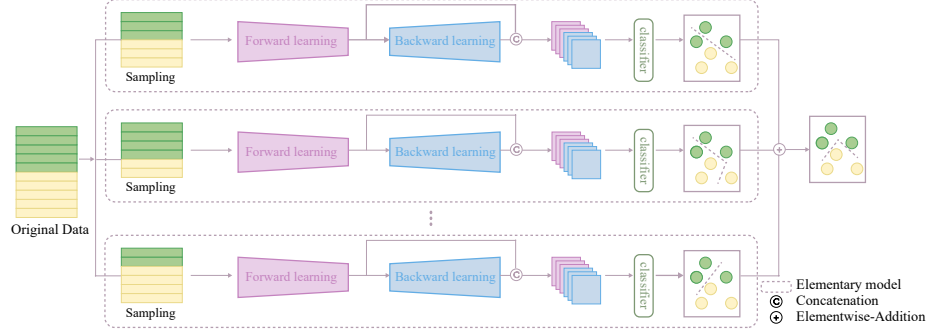 Forward learning
Backward learning
C
classifier
Sampling
Forward learning
Backward learning
C
classifier
Sampling
+
Original Data
Forward learning
Backward learning
C
classifier
Sampling
Elementary model
C Concatenation
+ Elementwise-Addition